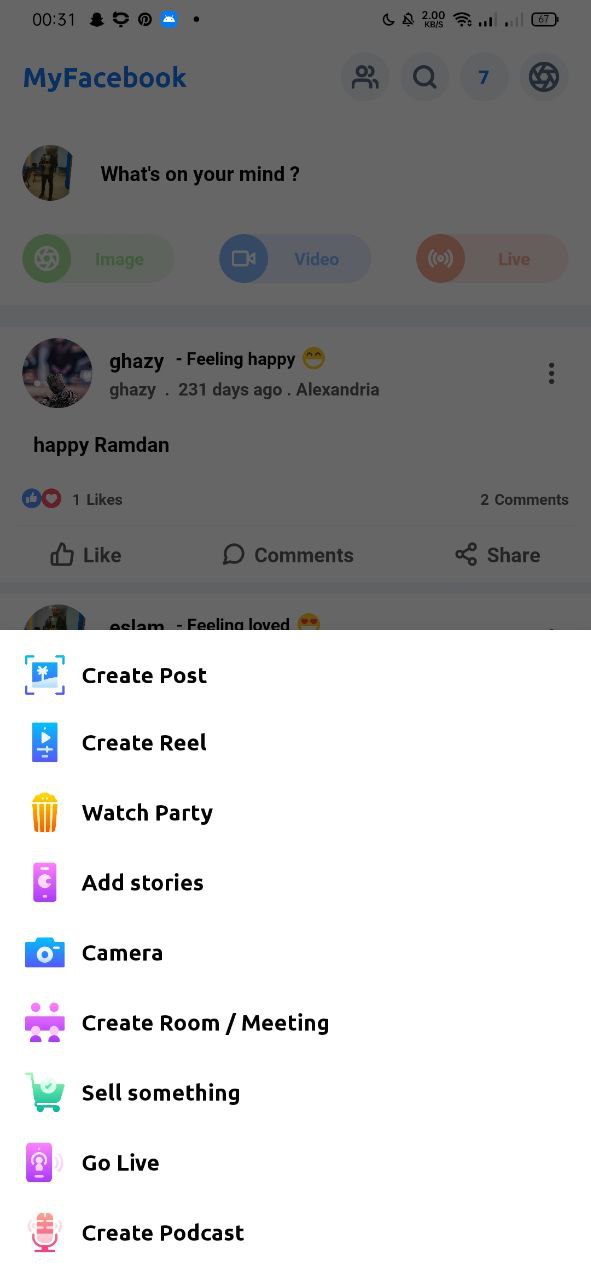 00:31 2.00 KB/S 67
MyFacebook 7
What's on your mind ?
Image Video Live
ghazy - Feeling happy
ghazy . 231 days ago . Alexandria
happy Ramdan
1 Likes 2 Comments
Like Comments Share
eslam - Feeling loved
Create Post
Create Reel
Watch Party
Add stories
Camera
Create Room / Meeting
Sell something
Go Live
Create Podcast